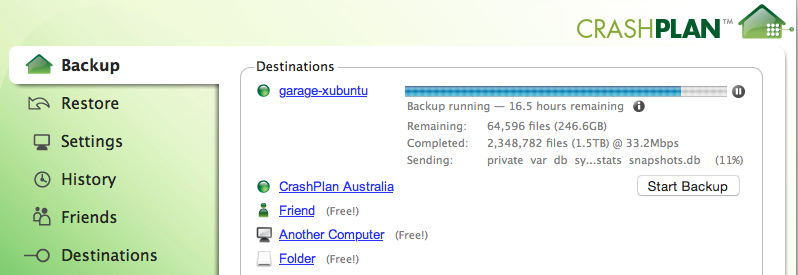 CRASHPLAN™
Backup
Restore
Settings
History
Friends
Destinations
Destinations
garage-xubuntu
Backup running — 16.5 hours remaining
Remaining: 64,596 files (246.6GB)
Completed: 2,348,782 files (1.5TB) @ 33.2Mbps
Sending: private var db sy...stats snapshots.db (11%)
CrashPlan Australia Start Backup
Friend (Free!)
Another Computer (Free!)
Folder (Free!)